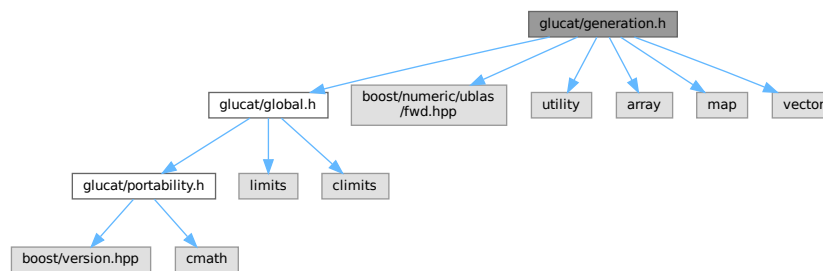 glucat/generation.h
glucat/global.h
boost/numeric/ublas
/fwd.hpp
utility
array
map
vector
glucat/portability.h
limits
climits
boost/version.hpp
cmath